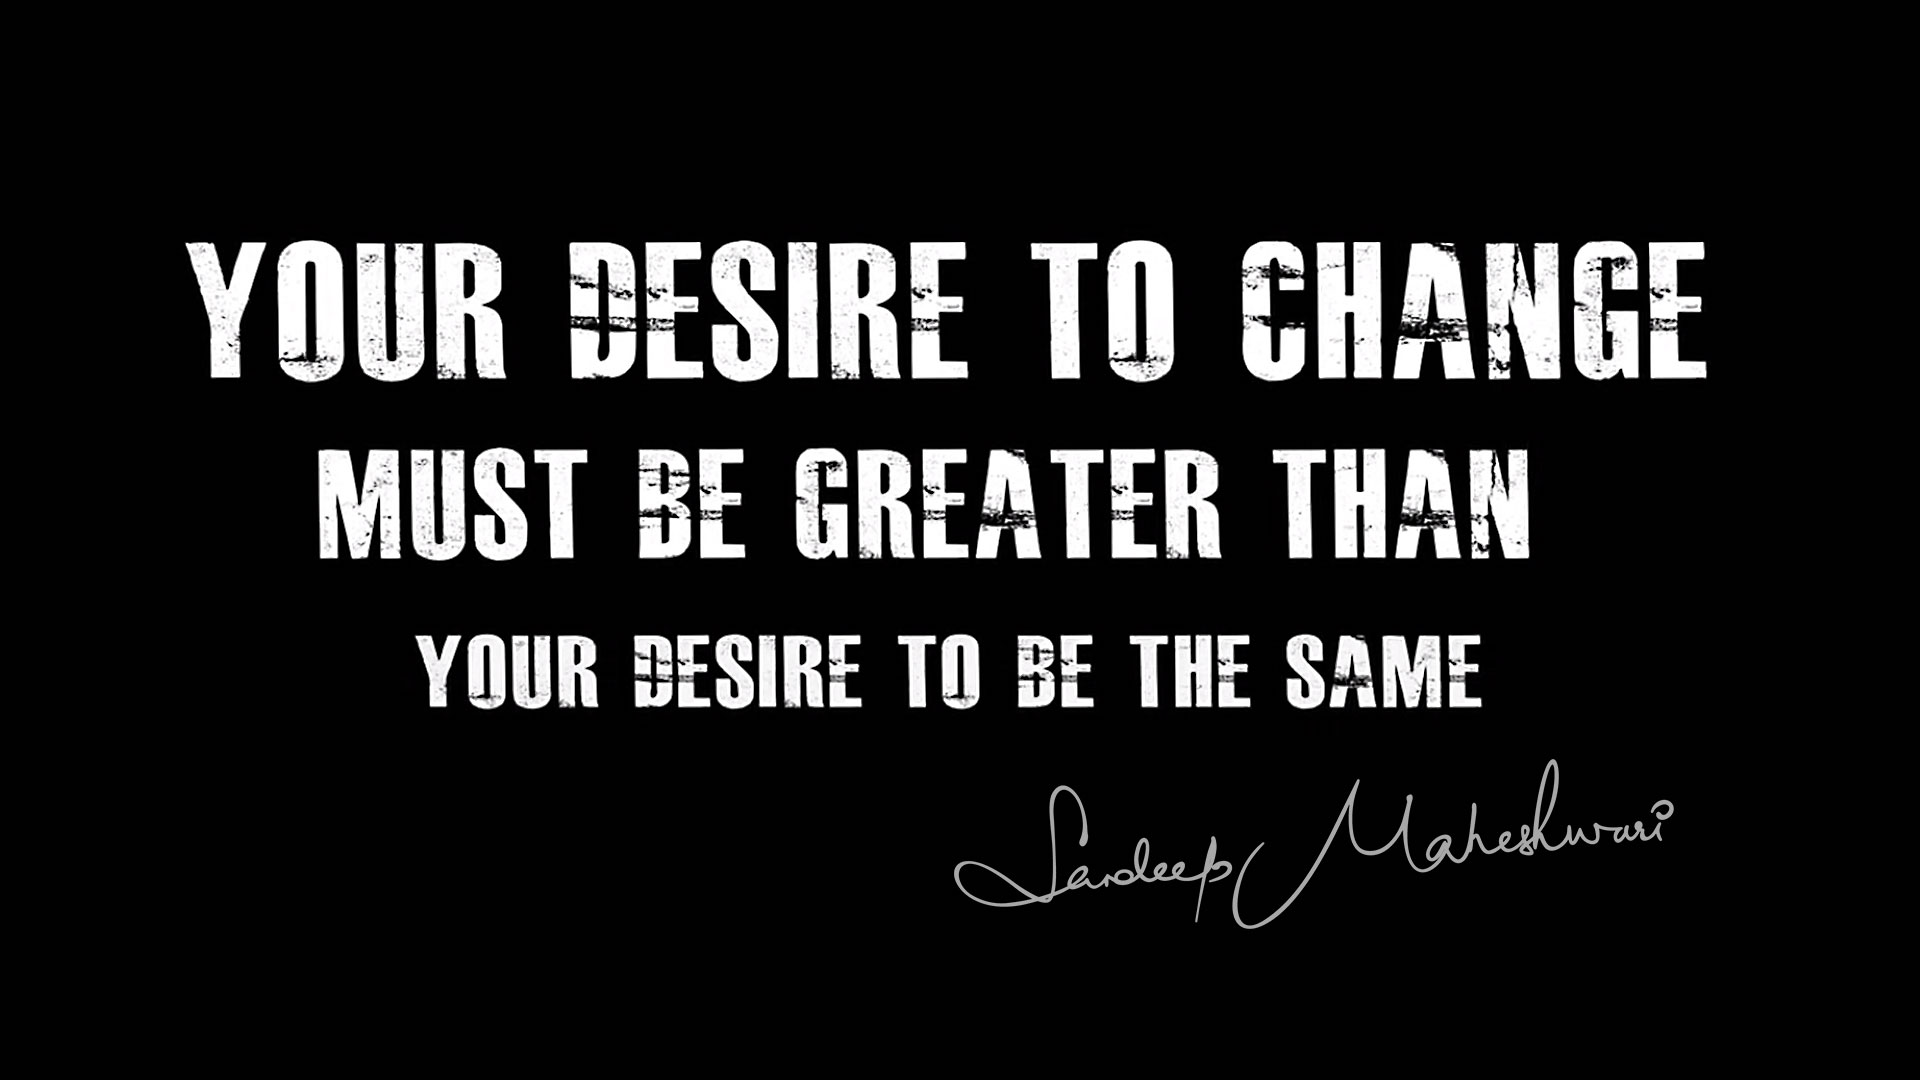 YOUR DESIRE TO CHANGE
MUST BE GREATER THAN
YOUR DESIRE TO BE THE SAME
Sandeep Maheshwari